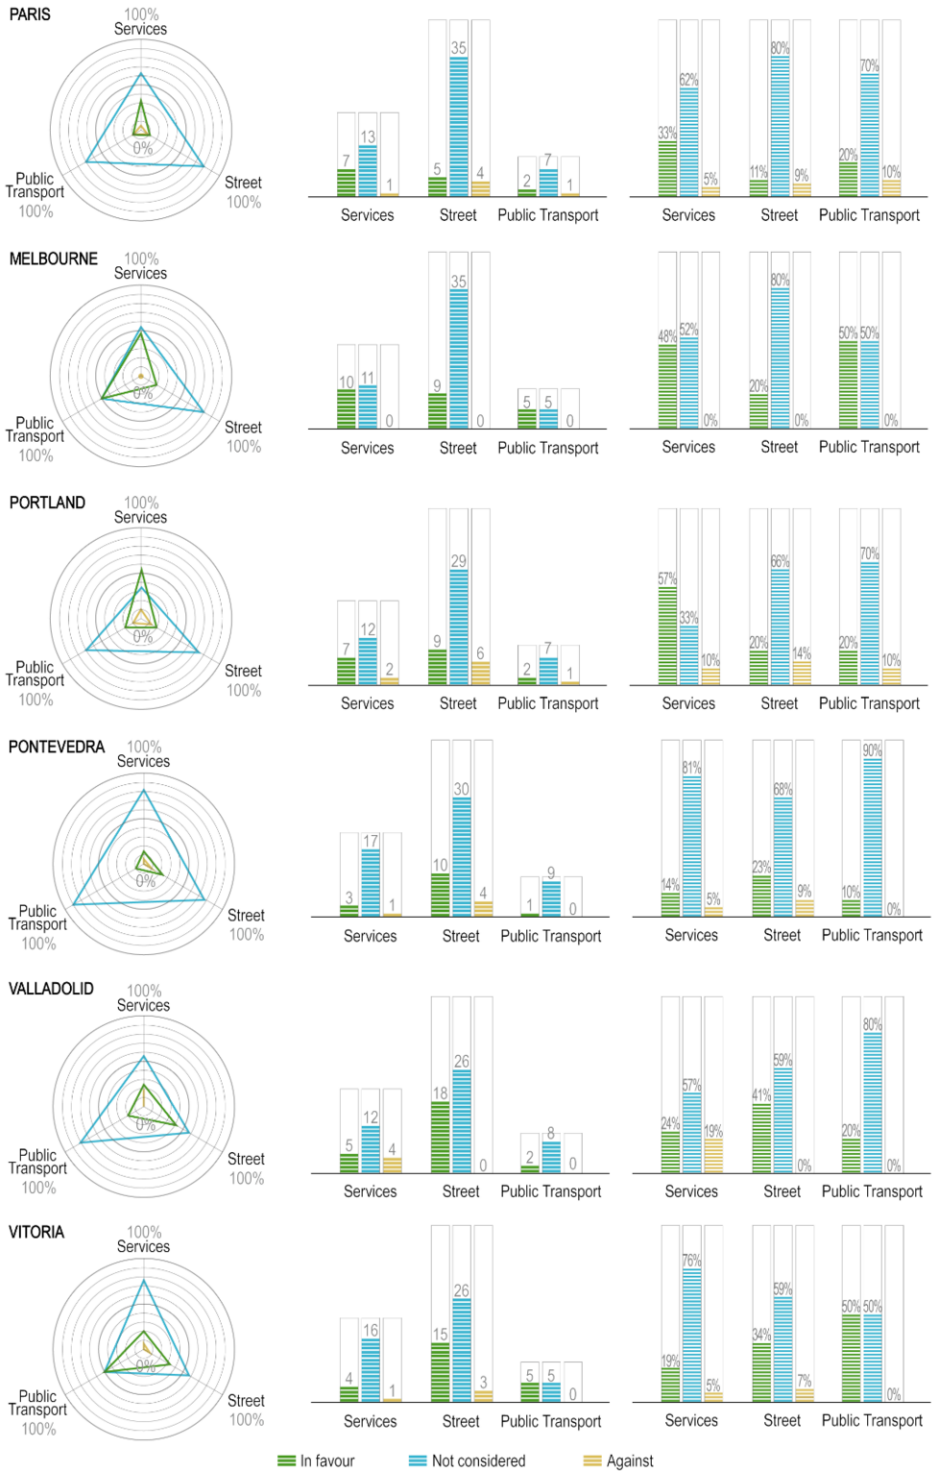 PARIS
100%
Services
0%
Public
Transport
100%
Street
100%
7 13 1 5 35 4 2 7 1
Services Street Public Transport
33% 62% 5% 11% 80% 9% 20% 70% 10%
Services Street Public Transport
MELBOURNE
100%
Services
0%
Public
Transport
100%
Street
100%
10 11 0 9 35 0 5 5 0
Services Street Public Transport
48% 52% 0% 20% 80% 0% 50% 50% 0%
Services Street Public Transport
PORTLAND
100%
Services
0%
Public
Transport
100%
Street
100%
7 12 2 9 29 6 2 7 1
Services Street Public Transport
57% 33% 10% 20% 66% 14% 20% 70% 10%
Services Street Public Transport
PONTEVEDRA
100%
Services
0%
Public
Transport
100%
Street
100%
3 17 1 10 30 4 1 9 0
Services Street Public Transport
14% 81% 5% 23% 68% 9% 10% 90% 0%
Services Street Public Transport
VALLADOLID
100%
Services
0%
Public
Transport
100%
Street
100%
5 12 4 18 26 0 2 8 0
Services Street Public Transport
24% 57% 19% 41% 59% 0% 20% 80% 0%
Services Street Public Transport
VITORIA
100%
Services
0%
Public
Transport
100%
Street
100%
4 16 1 15 26 3 5 5 0
Services Street Public Transport
19% 76% 5% 34% 59% 7% 50% 50% 0%
Services Street Public Transport
In favour Not considered Against